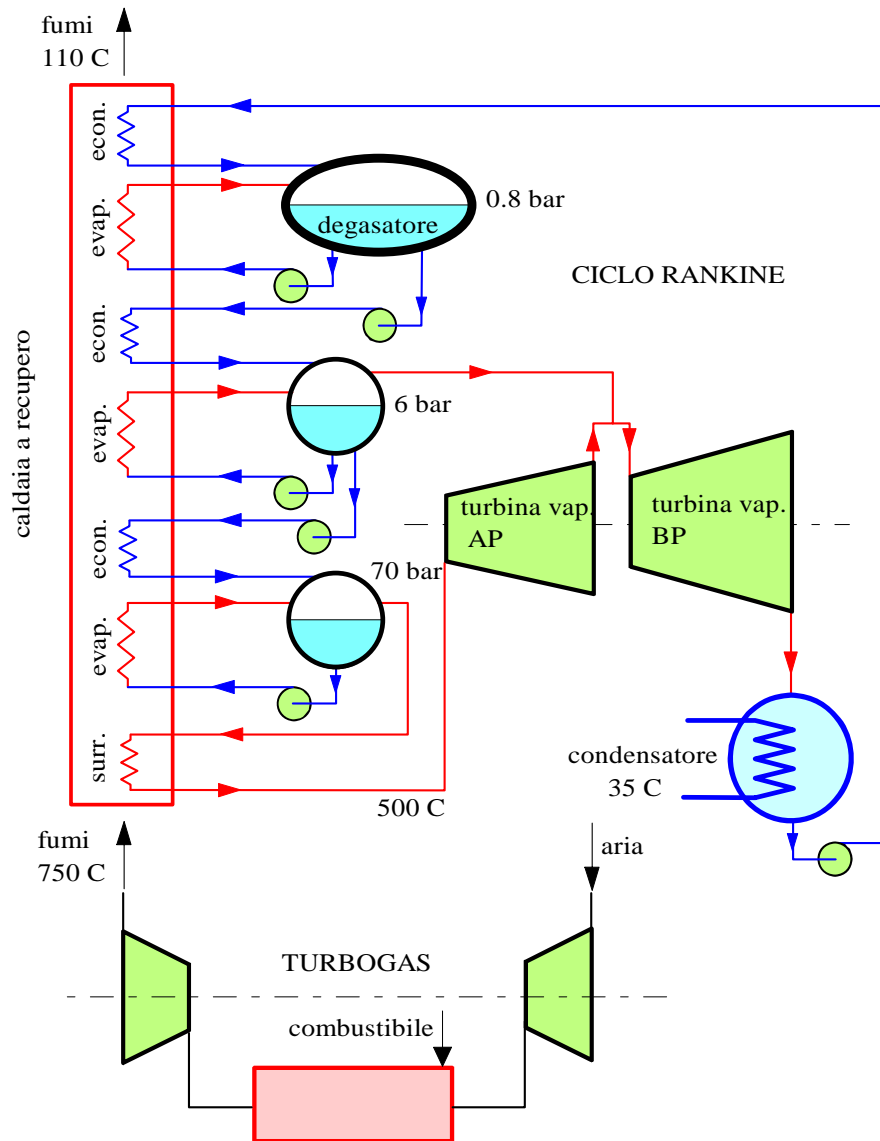 fumi
110 C
econ.
evap.
0.8 bar
degasatore
CICLO RANKINE
econ.
caldaia a recupero
evap.
6 bar
turbina vap.
AP
turbina vap.
BP
econ.
70 bar
evap.
surr.
condensatore
35 C
500 C
fumi
750 C
aria
TURBOGAS
combustibile